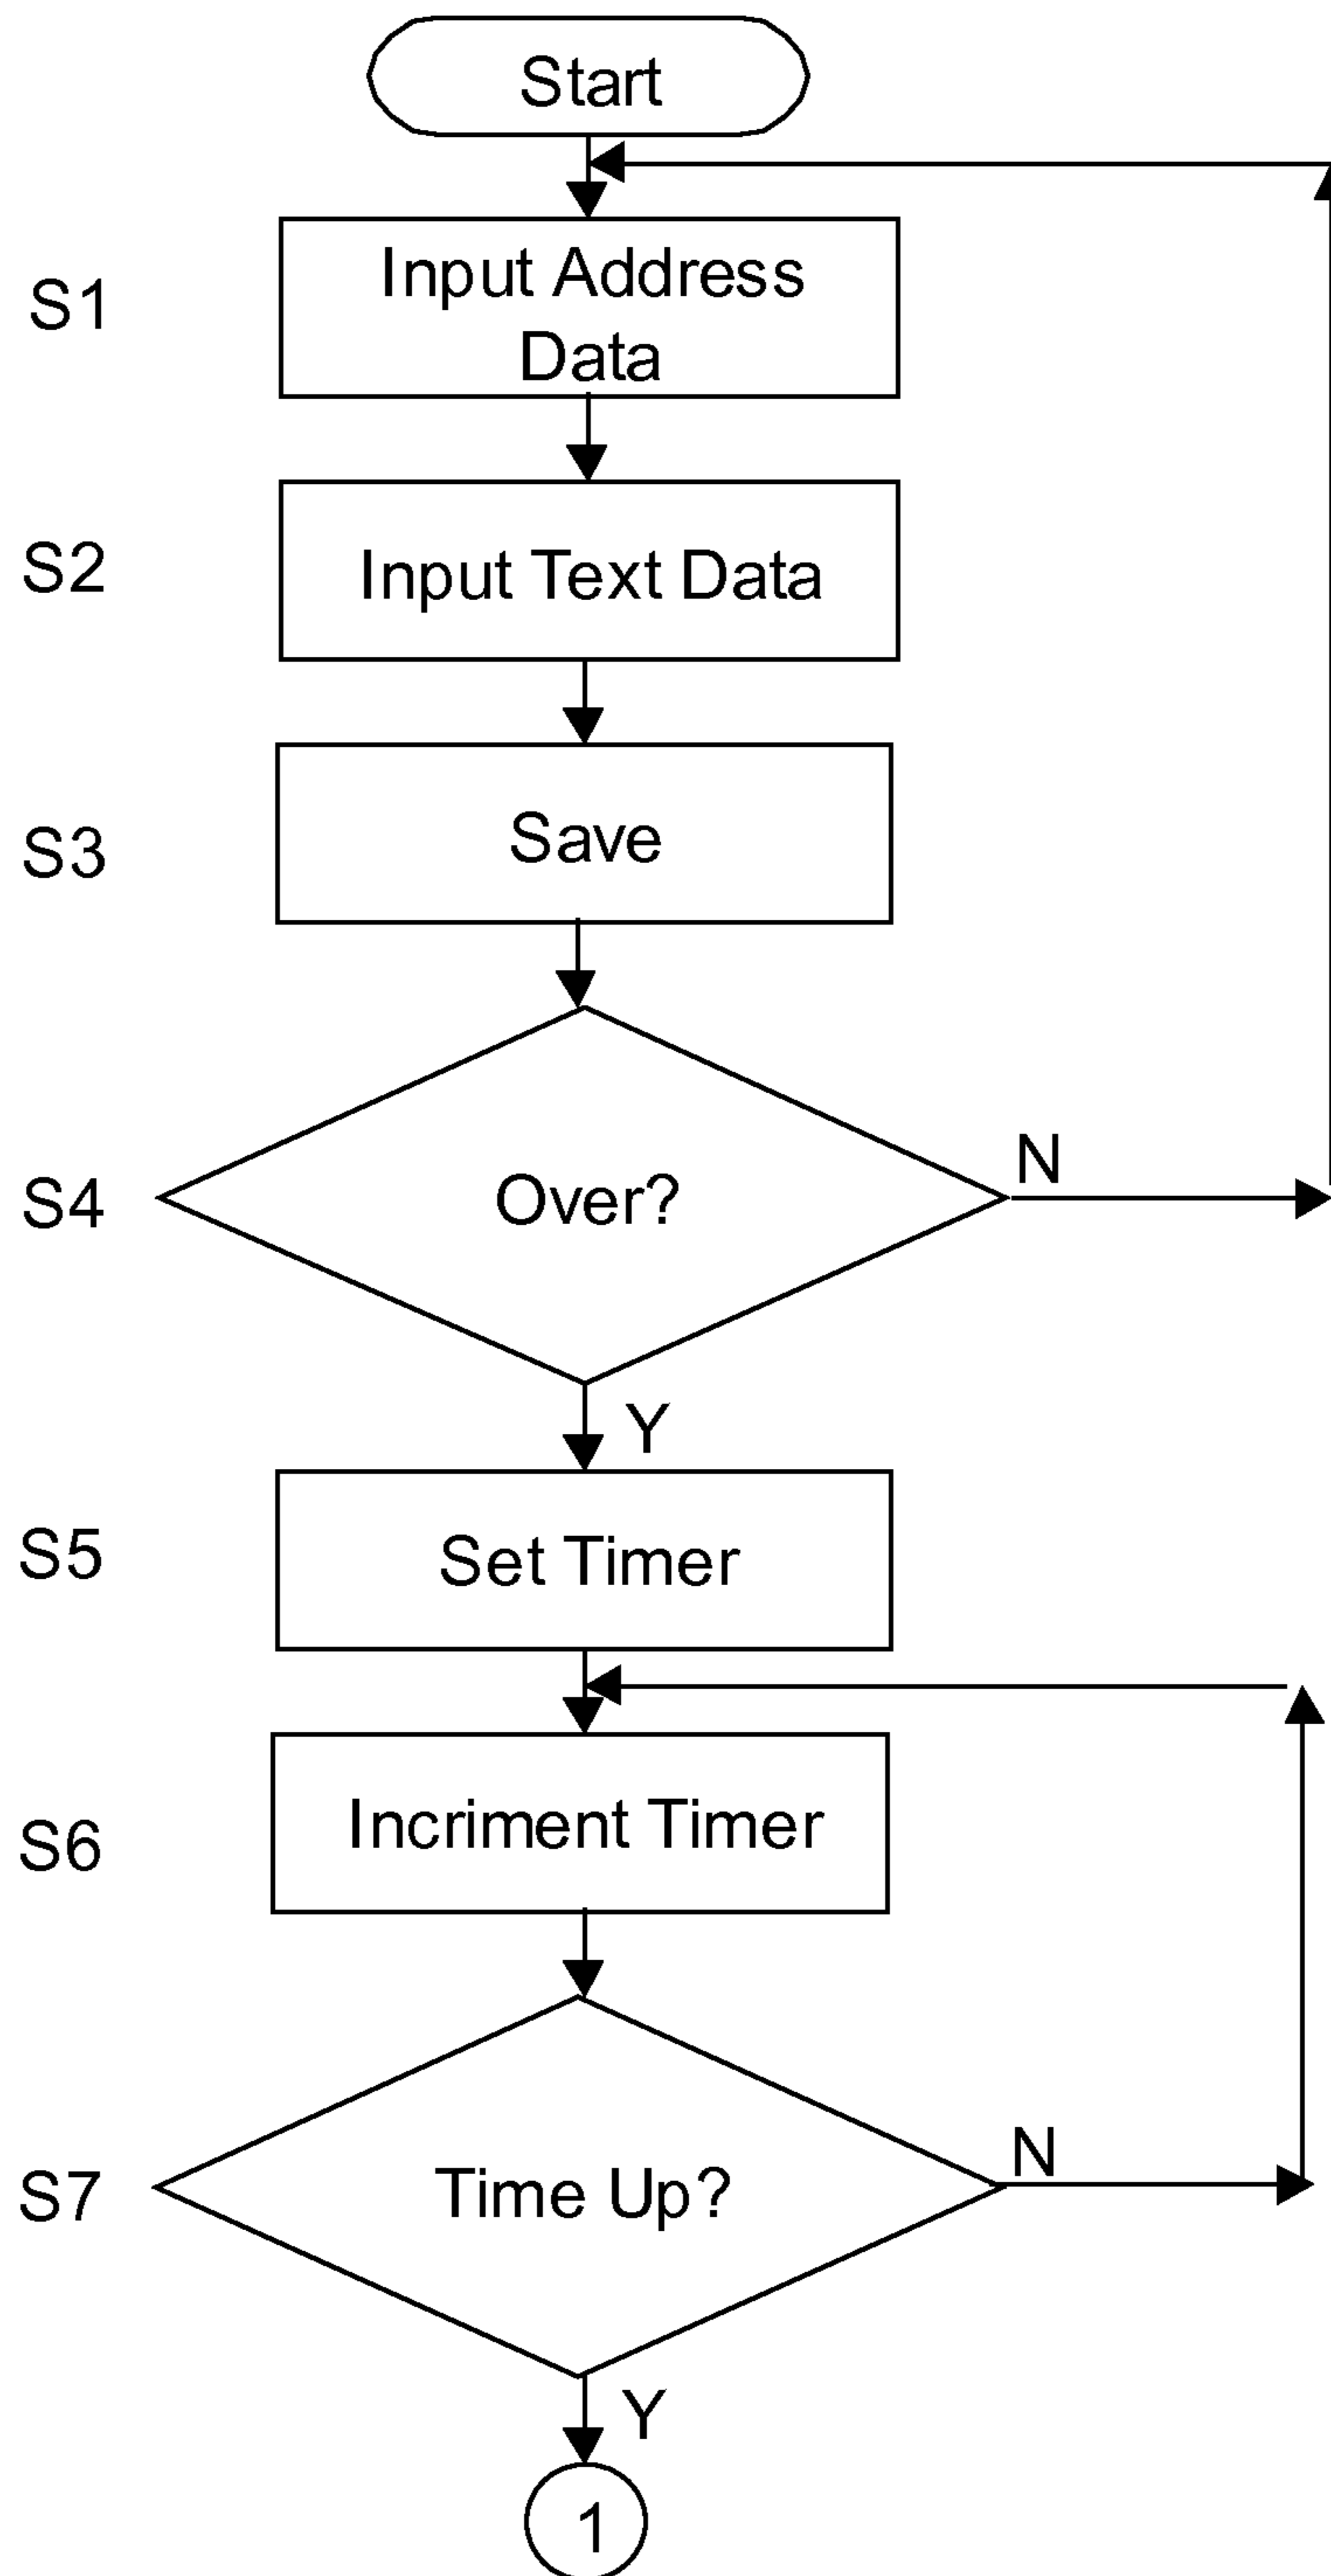 Start
S1
Input Address
Data
S2
Input Text Data
S3
Save
S4
Over?
N
Y
S5
Set Timer
S6
Incriment Timer
S7
Time Up?
N
Y
1